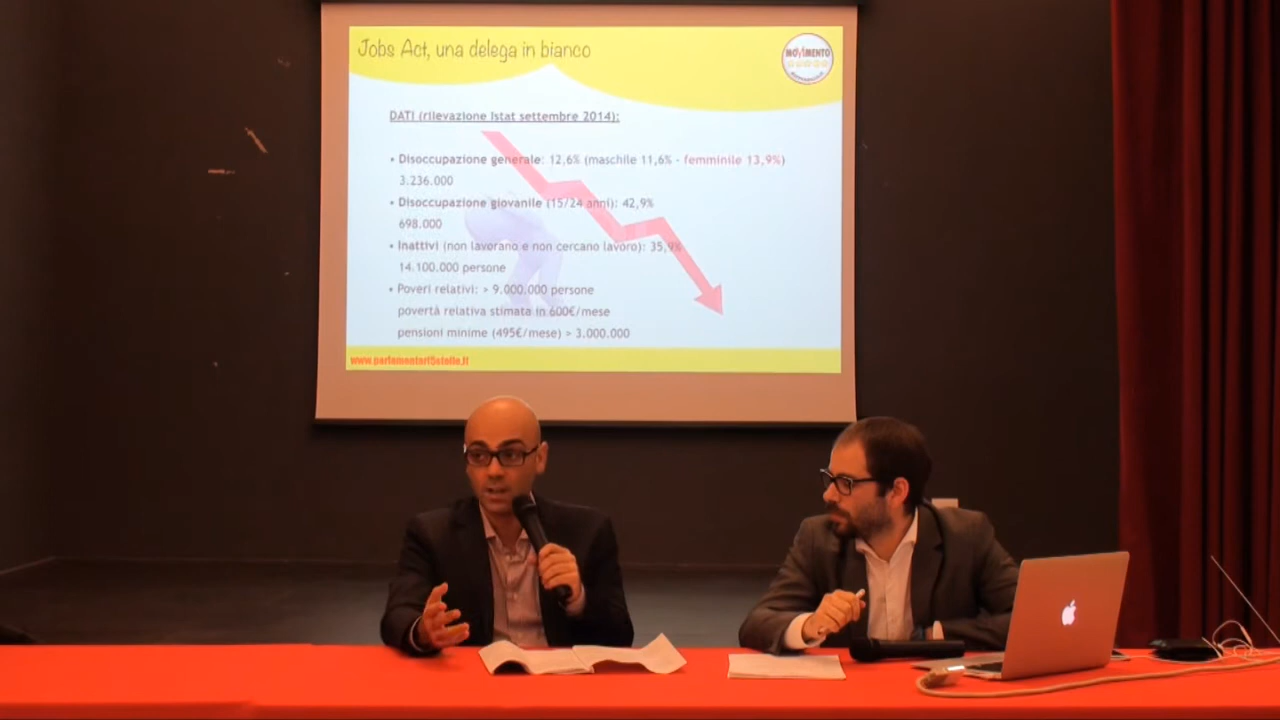 Jobs Act, una delega in bianco
MOVIMENTO
DATI (rilevazione Istat settembre 2014):
• Disoccupazione generale: 12,6% (maschile 11,6% - femminile 13,9%)
3.236.000
• Disoccupazione giovanile (15/24 anni): 42,9%
698.000
• Inattivi (non lavorano e non cercano lavoro): 35,9%
14.100.000 persone
• Poveri relativi: > 9.000.000 persone
povertà relativa stimata in 600€/mese
pensioni minime (495€/mese) > 3.000.000
www.parlamentari5stelle.it